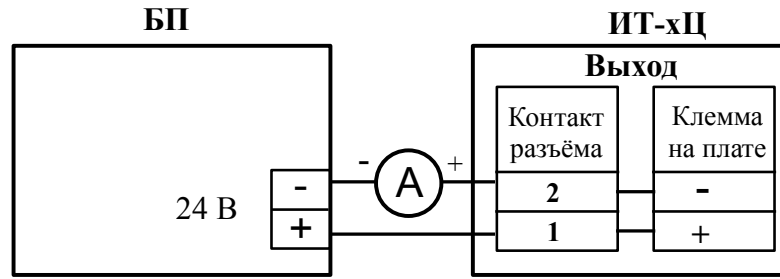 БП
ИТ-хЦ
Выход
Контакт разъёма
Клемма на плате
- А +
24 В
- 2 -
+ 1 +